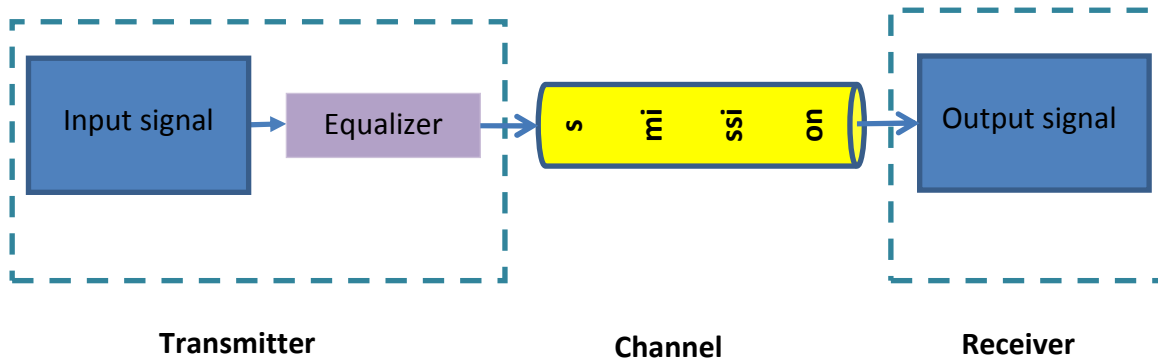 Input signal
Equalizer
s
mi
ssi
on
Output signal
Transmitter
Channel
Receiver